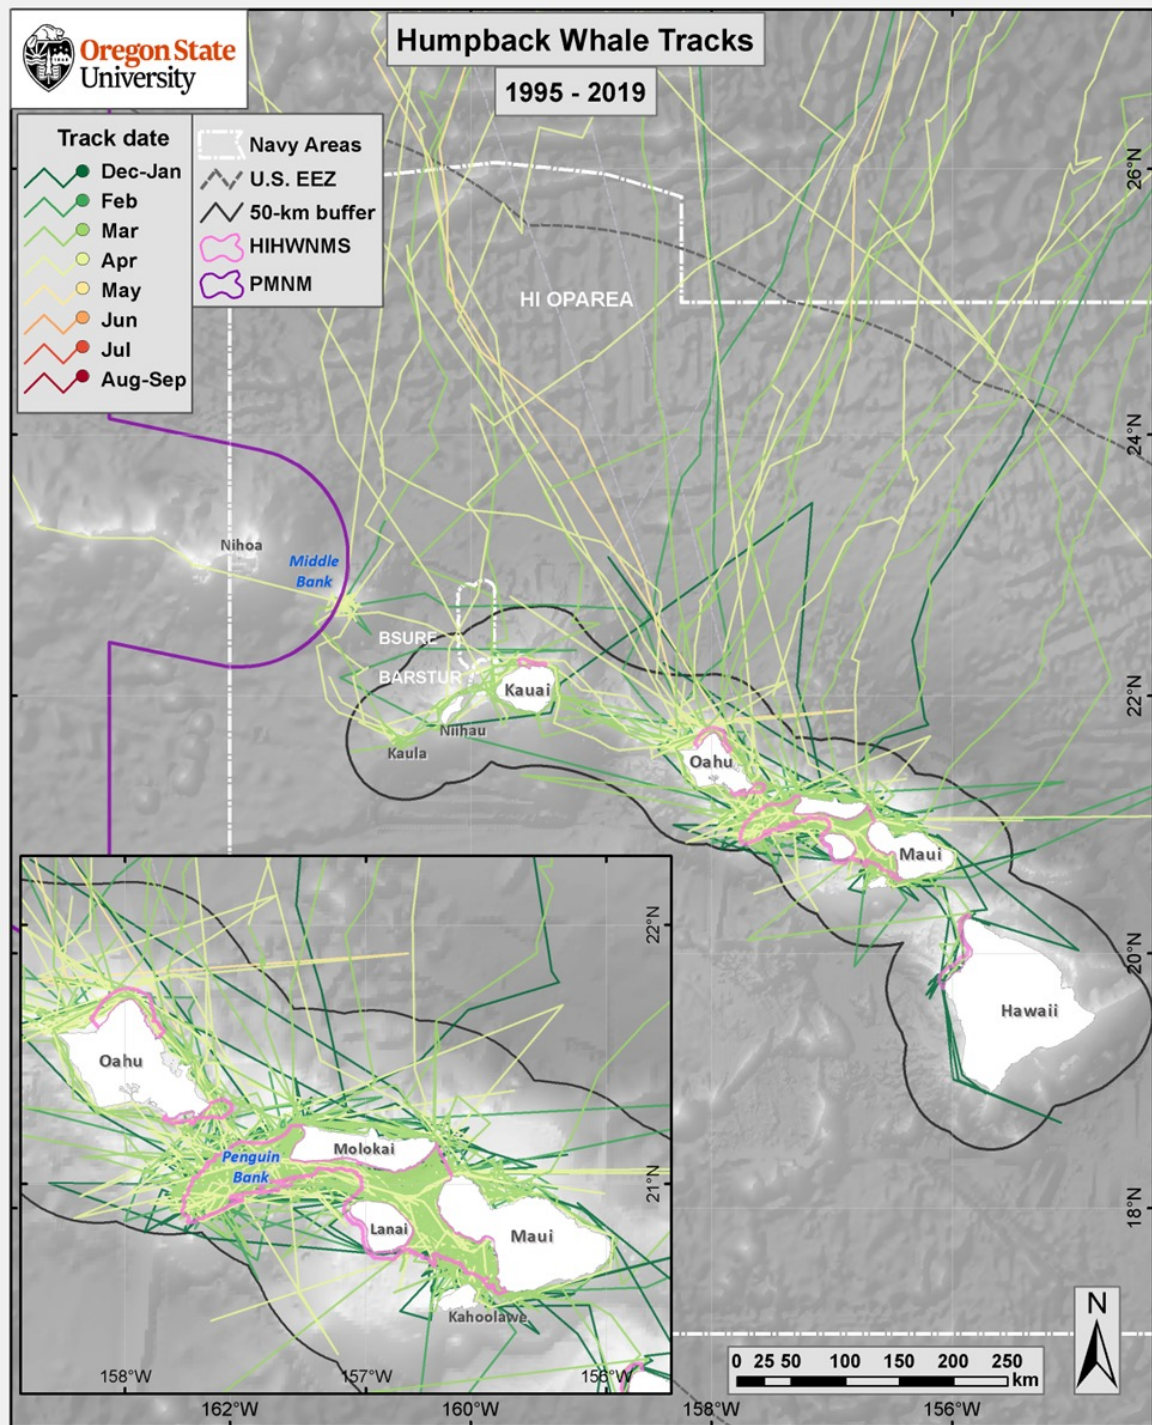 Oregon State
University
Humpback Whale Tracks
1995 - 2019
Track date
Dec-Jan
Feb
Mar
Apr
May
Jun
Jul
Aug-Sep
Navy Areas
U.S. EEZ
50-km buffer
HIHWNMS
PMNM
26°N
HI OPAREA
24°N
Nihoa
Middle
Bank
BSURE
BARSTUR
Kauai
22°N
Niihau
Kaula
Oahu
Maui
20°N
Hawaii
18°N
22°N
Oahu
Molokai
Penguin
Bank
21°N
Lanai
Maui
Kahoolawe
158°W
157°W
156°W
N
0 25 50 100 150 200 250
km
162°W
160°W
158°W
156°W